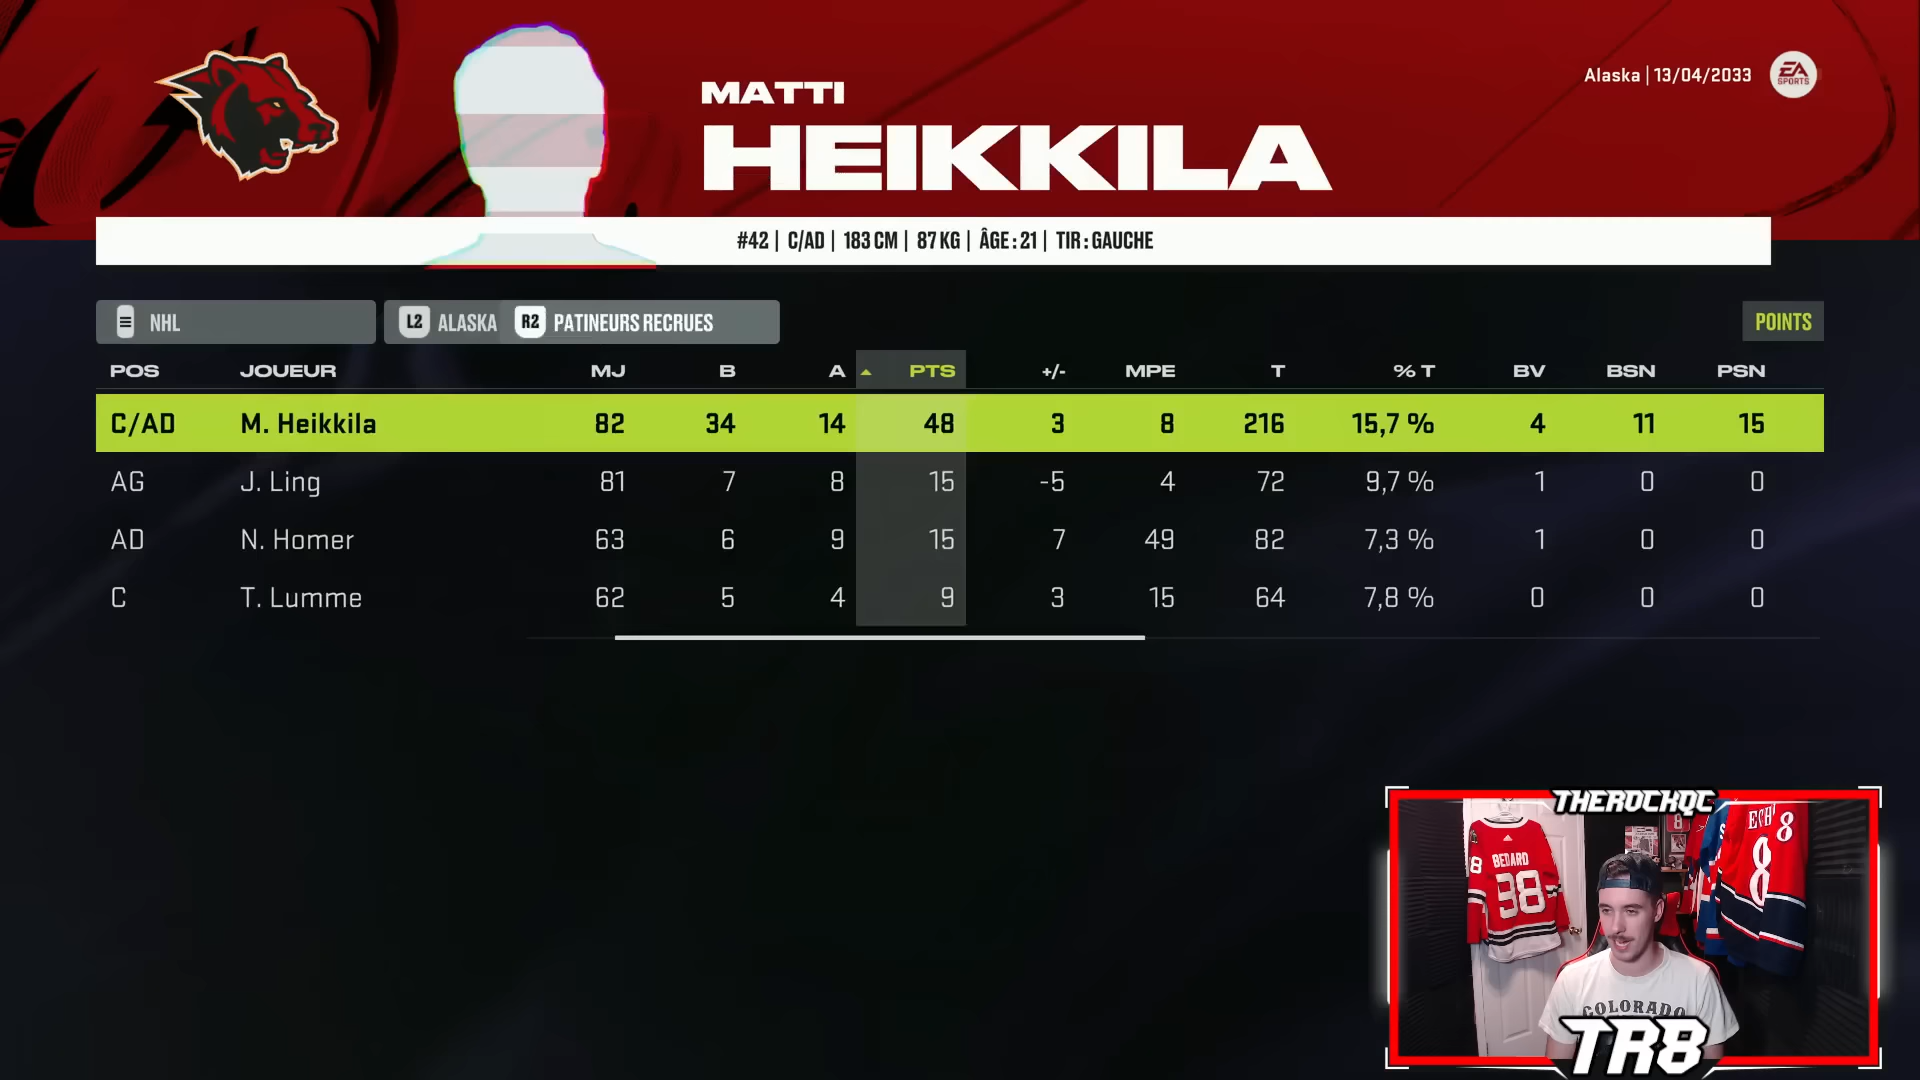 MATTI
HEIKKILA
Alaska | 13/04/2033
EA SPORTS
#42 | C/AD | 183 CM | 87 KG | ÂGE : 21 | TIR : GAUCHE
NHL
L2 ALASKA R2 PATINEURS RECRUES
POINTS
POS JOUEUR MJ B A PTS +/- MPE T % T BV BSN PSN
C/AD M. Heikkila 82 34 14 48 3 8 216 15,7 % 4 11 15
AG J. Ling 81 7 8 15 -5 4 72 9,7 % 1 0 0
AD N. Homer 63 6 9 15 7 49 82 7,3 % 1 0 0
C T. Lumme 62 5 4 9 3 15 64 7,8 % 0 0 0
THEROCKQC
BEDARD
98
8
8
8
COLORADO
TR8